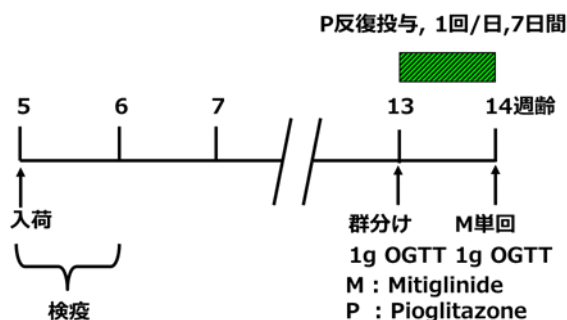 P反復投与, 1回/日,7日間
5 6 7 13 14週齢
入荷 群分け M単回
1g OGTT 1g OGTT
M : Mitiglinide
検疫 P : Pioglitazone